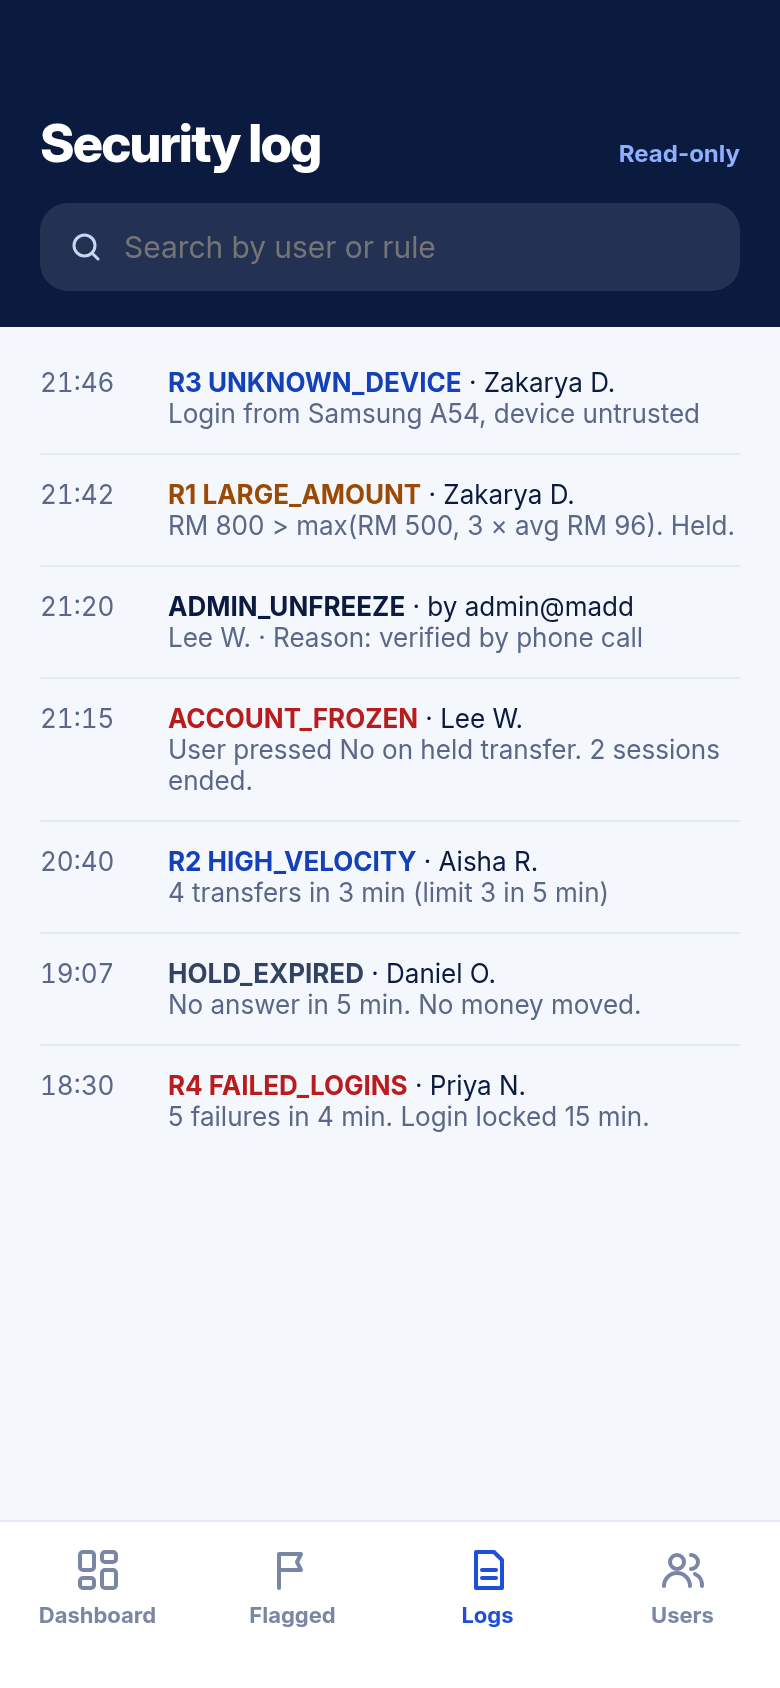 Security log
Read-only
Search by user or rule
21:46
R3 UNKNOWN_DEVICE · Zakarya D.
Login from Samsung A54, device untrusted
21:42
R1 LARGE_AMOUNT · Zakarya D.
RM 800 > max(RM 500, 3 × avg RM 96). Held.
21:20
ADMIN_UNFREEZE · by admin@madd
Lee W. · Reason: verified by phone call
21:15
ACCOUNT_FROZEN · Lee W.
User pressed No on held transfer. 2 sessions
ended.
20:40
R2 HIGH_VELOCITY · Aisha R.
4 transfers in 3 min (limit 3 in 5 min)
19:07
HOLD_EXPIRED · Daniel O.
No answer in 5 min. No money moved.
18:30
R4 FAILED_LOGINS · Priya N.
5 failures in 4 min. Login locked 15 min.
Dashboard
Flagged
Logs
Users